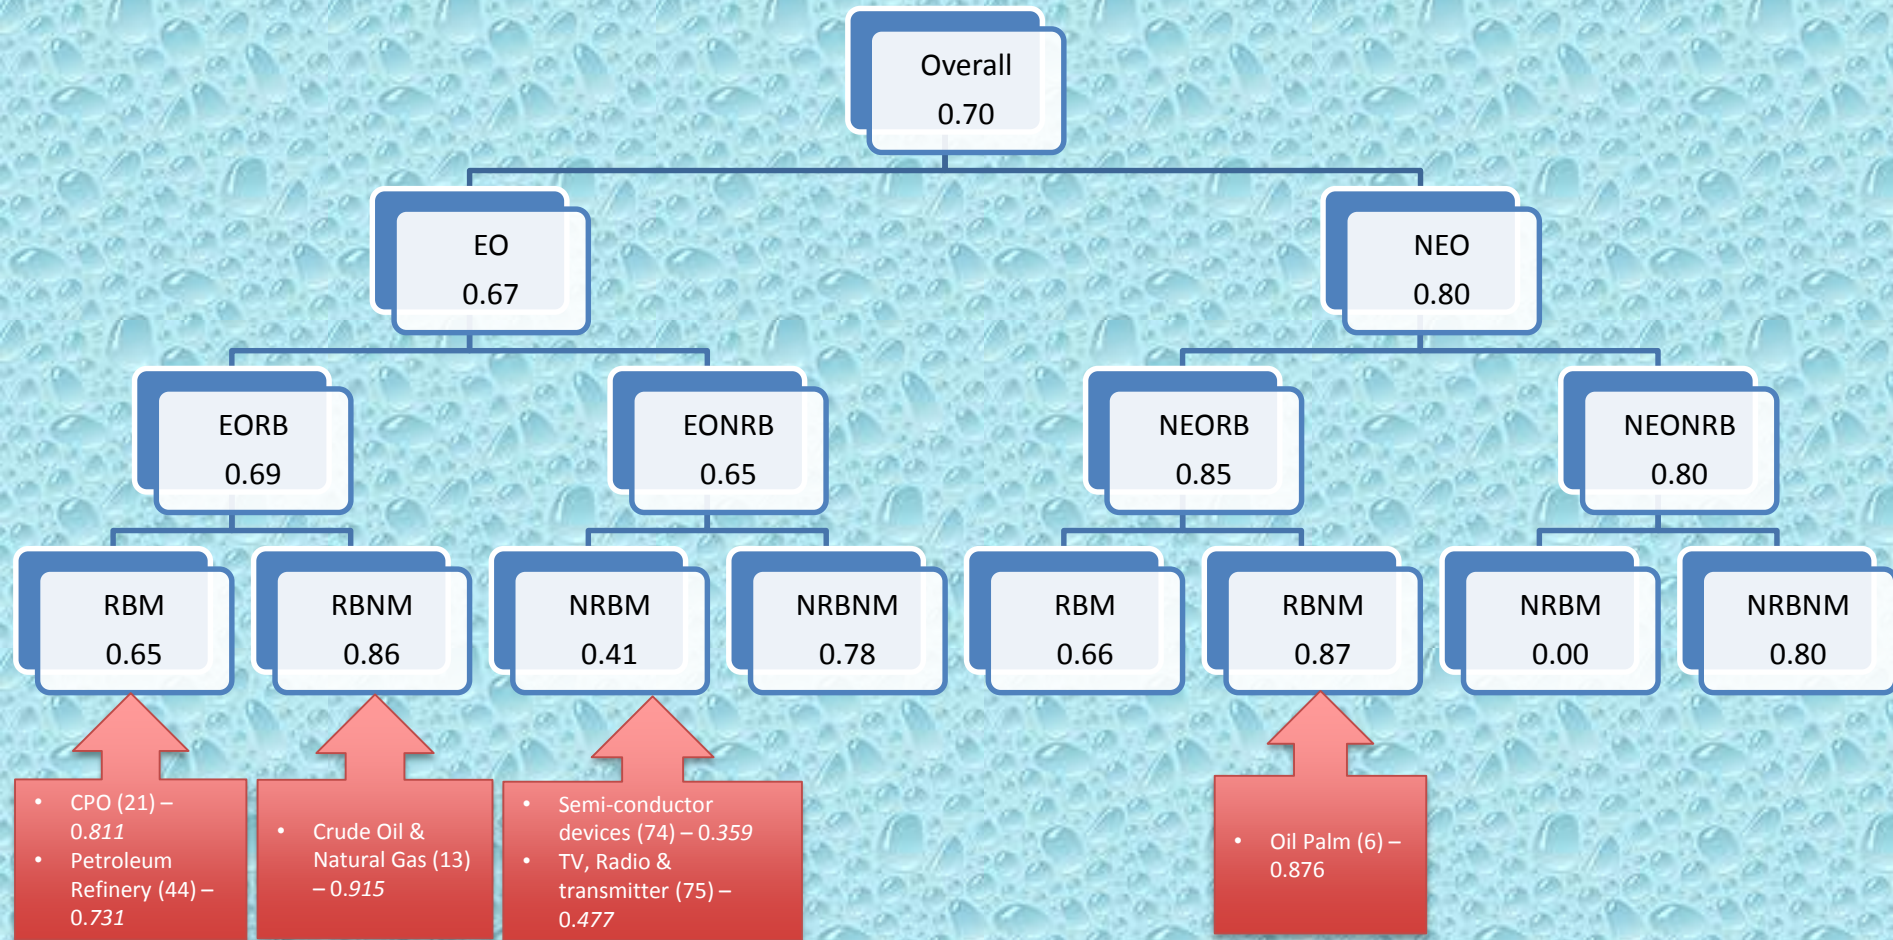 Overall
0.70
EO
0.67
NEO
0.80
EORB
0.69
EONRB
0.65
NEORB
0.85
NEONRB
0.80
RBM
0.65
RBNM
0.86
NRBM
0.41
NRBNM
0.78
RBM
0.66
RBNM
0.87
NRBM
0.00
NRBNM
0.80
• CPO (21) –
0.811
• Petroleum
Refinery (44) –
0.731
• Crude Oil &
Natural Gas (13)
– 0.915
• Semi-conductor
devices (74) – 0.359
• TV, Radio &
transmitter (75) –
0.477
• Oil Palm (6) –
0.876